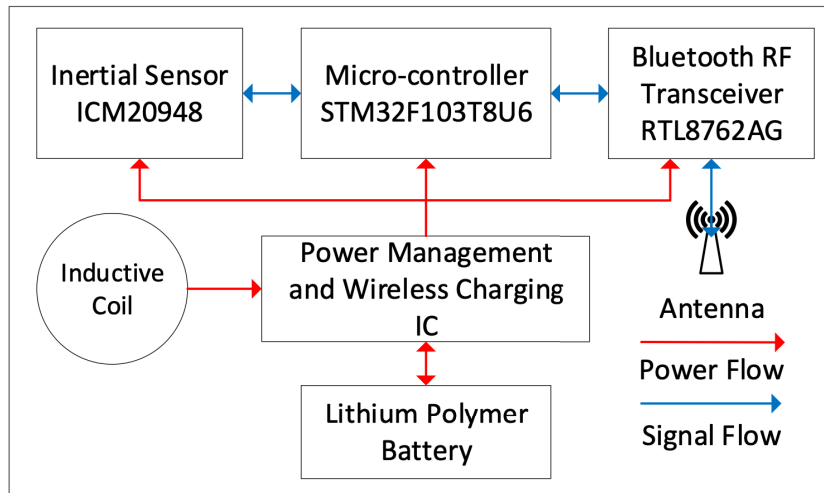 Inertial Sensor
ICM20948
Micro-controller
STM32F103T8U6
Bluetooth RF
Transceiver
RTL8762AG
Inductive
Coil
Power Management
and Wireless Charging
IC
Antenna
Power Flow
Signal Flow
Lithium Polymer
Battery